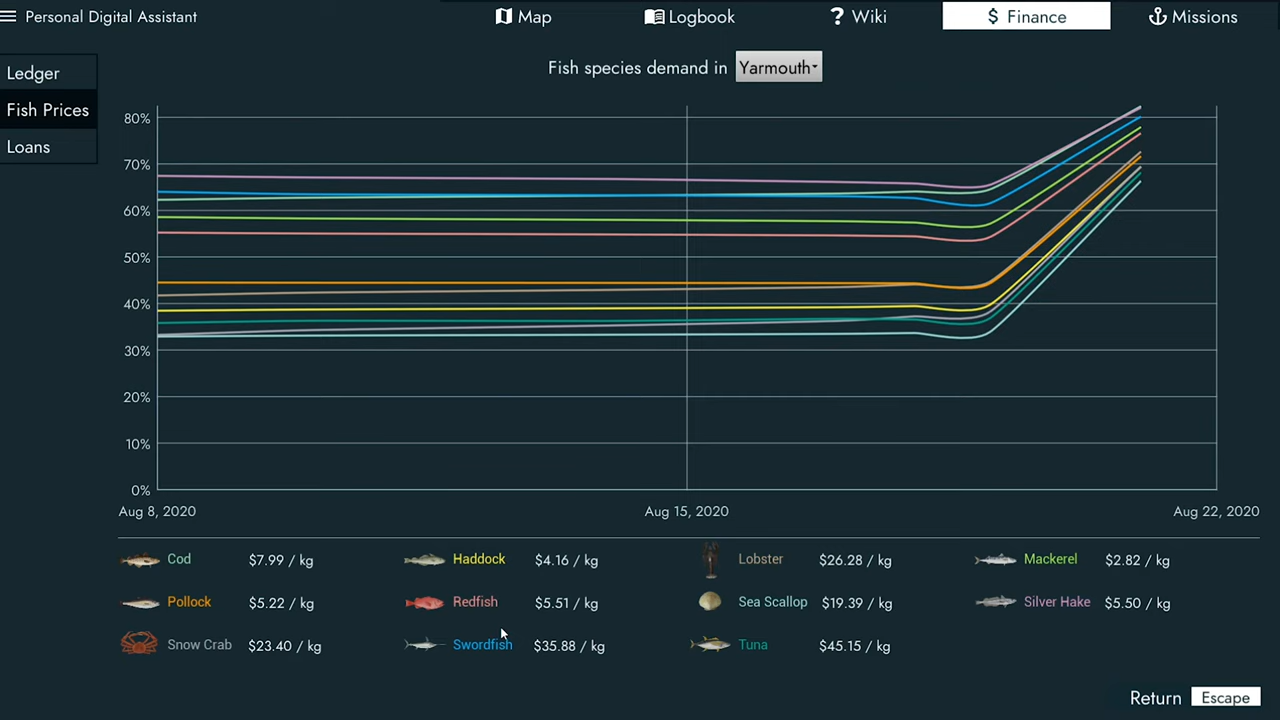 Personal Digital Assistant Map Logbook ? Wiki $ Finance Missions
Fish species demand in Yarmouth
Ledger
Fish Prices
Loans
80%
70%
60%
50%
40%
30%
20%
10%
0%
Aug 8, 2020 Aug 15, 2020 Aug 22, 2020
Cod $7.99 / kg Haddock $4.16 / kg Lobster $26.28 / kg Mackerel $2.82 / kg
Pollock $5.22 / kg Redfish $5.51 / kg Sea Scallop $19.39 / kg Silver Hake $5.50 / kg
Snow Crab $23.40 / kg Swordfish $35.88 / kg Tuna $45.15 / kg
Return Escape